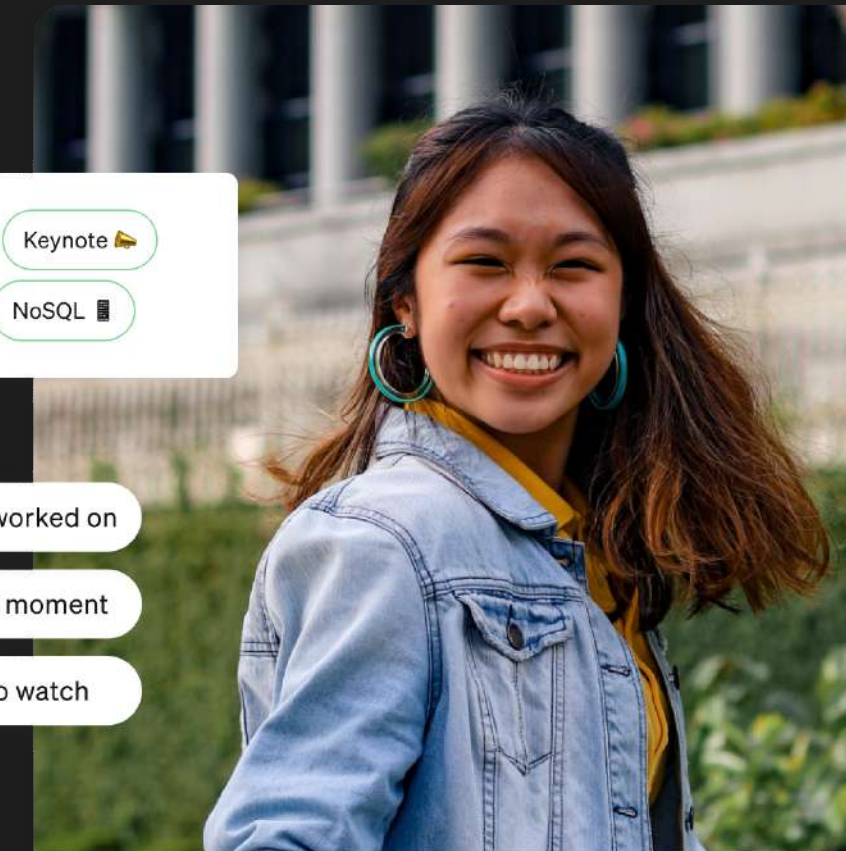 Keynote 📣
NoSQL 🖥
worked on
moment
o watch